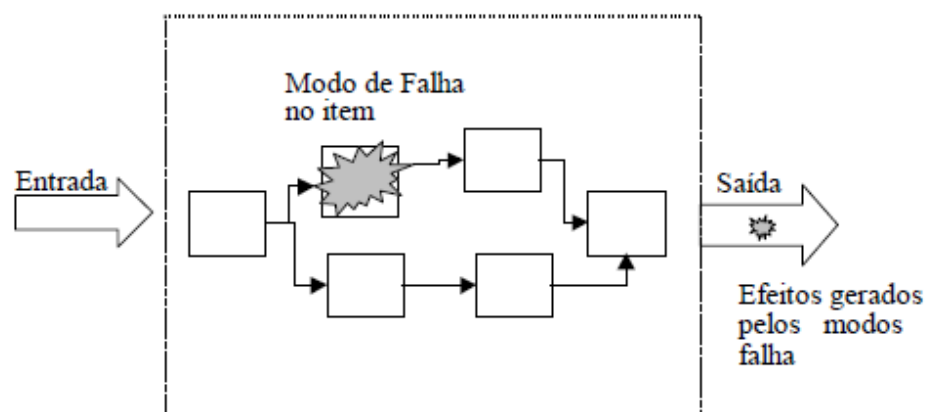 Modo de Falha
no item
Entrada
Saída
Efeitos gerados
pelos modos
falha